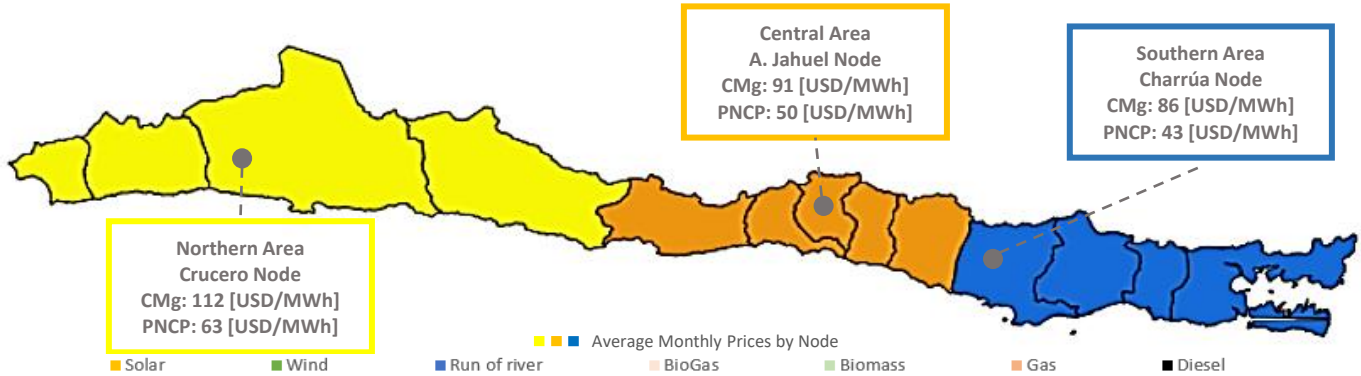 Central Area
A. Jahuel Node
CMg: 91 [USD/MWh]
PNCP: 50 [USD/MWh]
Southern Area
Charrúa Node
CMg: 86 [USD/MWh]
PNCP: 43 [USD/MWh]
Northern Area
Crucero Node
CMg: 112 [USD/MWh]
PNCP: 63 [USD/MWh]
Average Monthly Prices by Node
Solar Wind Run of river BioGas Biomass Gas Diesel